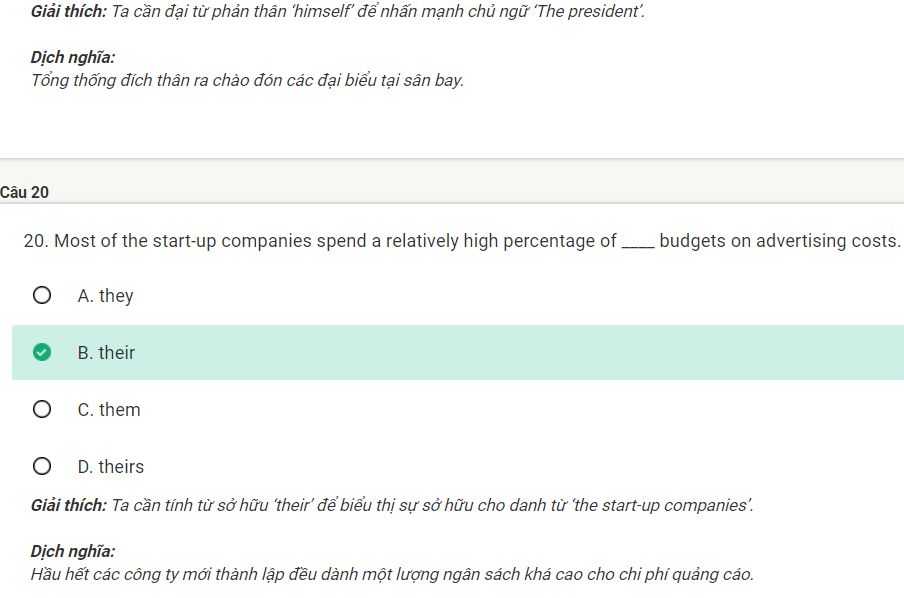 Giải thích: Ta cần đại từ phản thân ‘himself’ để nhấn mạnh chủ ngữ ‘The president’.
Dịch nghĩa:
Tổng thống đích thân ra chào đón các đại biểu tại sân bay.
Câu 20
20. Most of the start-up companies spend a relatively high percentage of ____ budgets on advertising costs.
A. they
B. their
C. them
D. theirs
Giải thích: Ta cần tính từ sở hữu ‘their’ để biểu thị sự sở hữu cho danh từ ‘the start-up companies’.
Dịch nghĩa:
Hầu hết các công ty mới thành lập đều dành một lượng ngân sách khá cao cho chi phí quảng cáo.